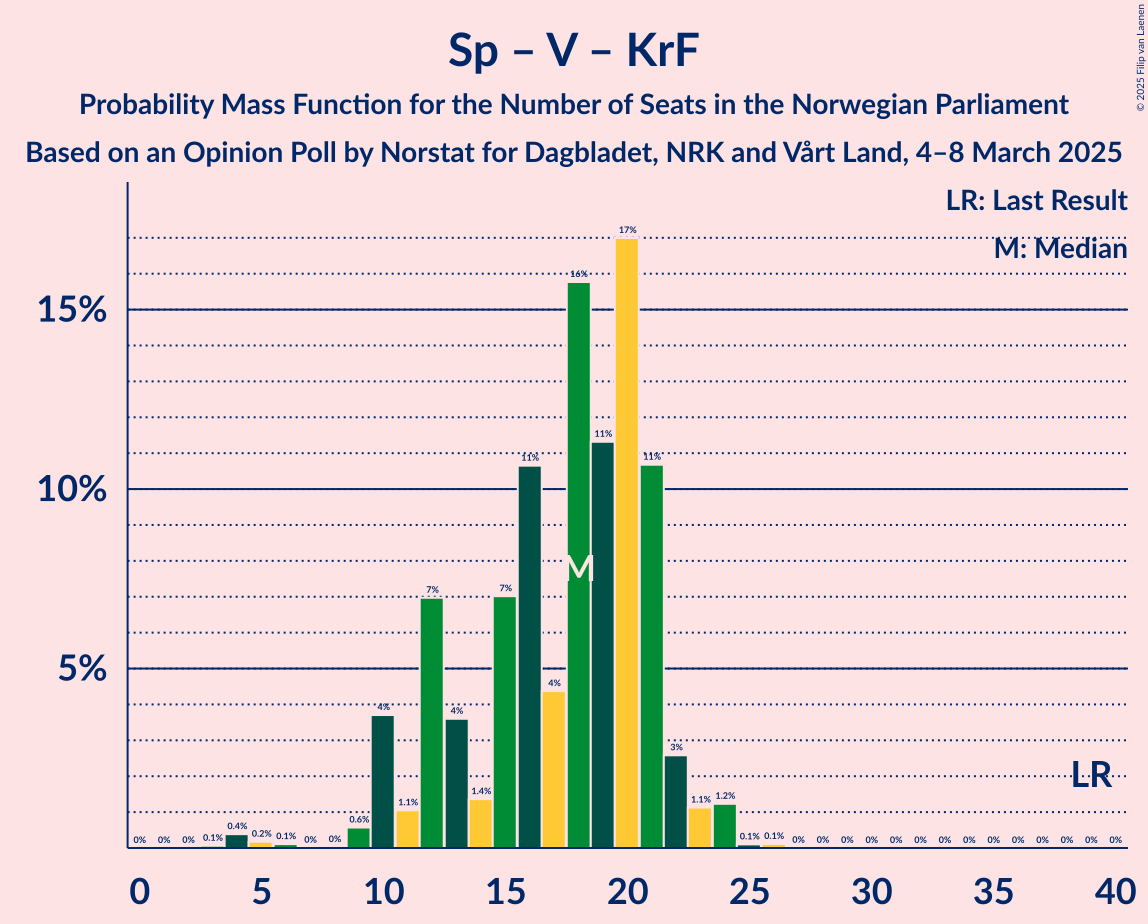 © 2025 Filip van Laenen
Sp – V – KrF
Probability Mass Function for the Number of Seats in the Norwegian Parliament
Based on an Opinion Poll by Norstat for Dagbladet, NRK and Vårt Land, 4–8 March 2025
LR: Last Result
M: Median
15%
10%
5%
0% 0% 0% 0.1% 0.4% 0.2% 0.1% 0% 0% 0.6% 4% 1.1% 7% 4% 1.4% 7% 11% 4% 16% 11% 17% 11% 3% 1.1% 1.2% 0.1% 0.1% 0% 0% 0% 0% 0% 0% 0% 0% 0% 0% 0% 0% 0% 0%
M
LR
0 5 10 15 20 25 30 35 40